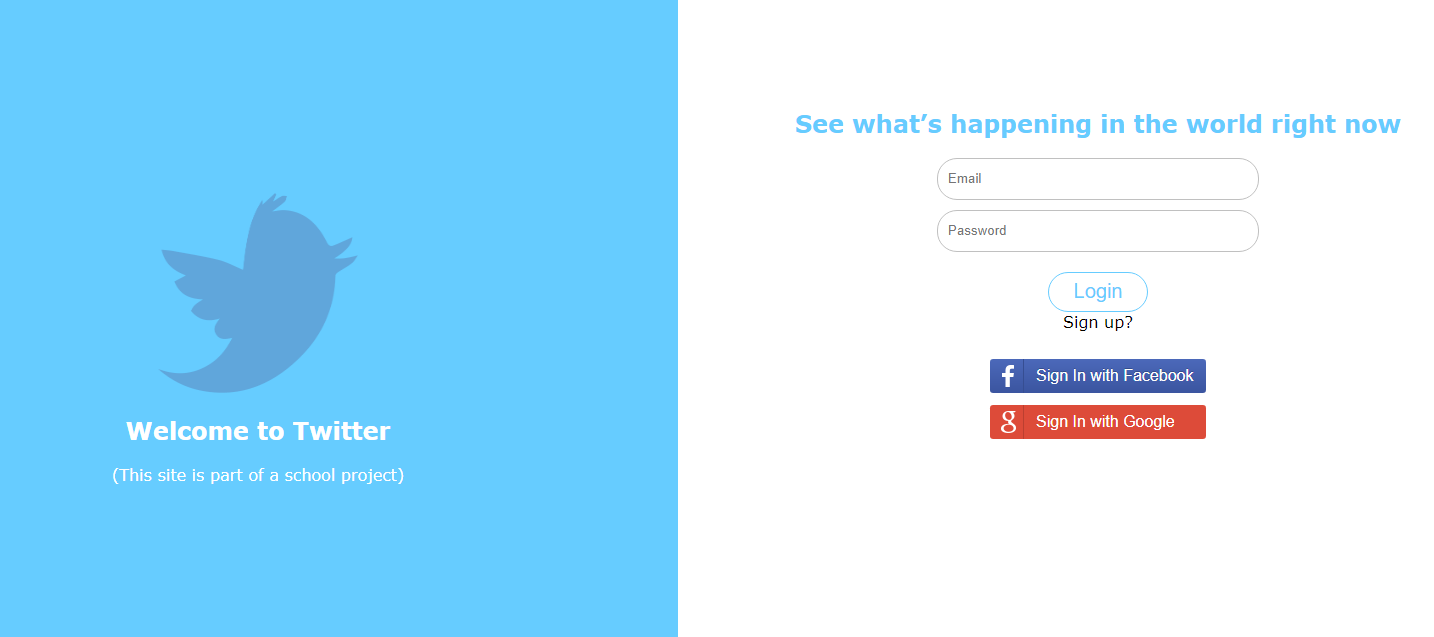 Welcome to Twitter
(This site is part of a school project)
See what’s happening in the world right now
Email
Password
Login
Sign up?
f Sign In with Facebook
g Sign In with Google